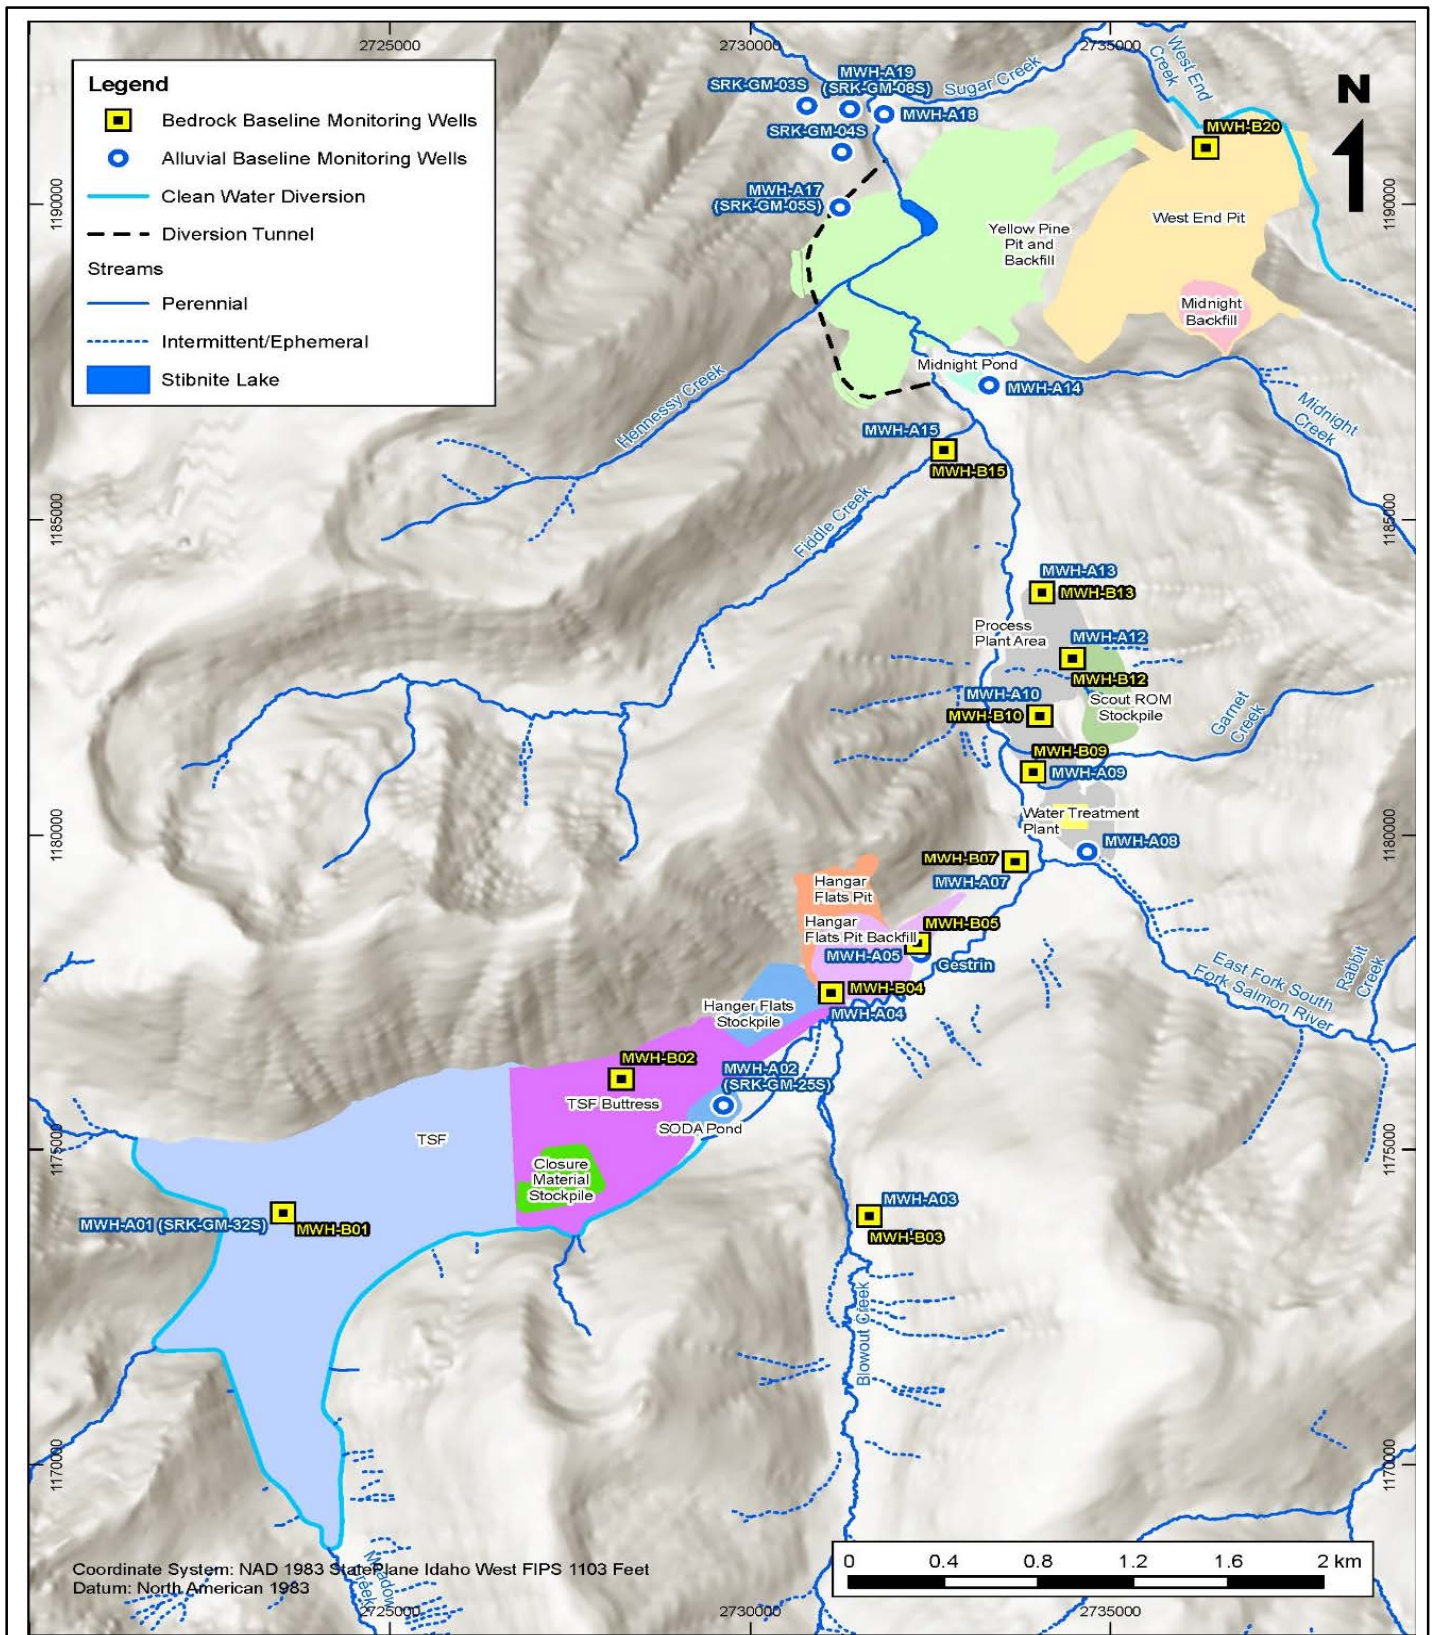 2725000
2730000
2735000
Legend
Bedrock Baseline Monitoring Wells
Alluvial Baseline Monitoring Wells
Clean Water Diversion
Diversion Tunnel
Streams
Perennial
Intermittent/Ephemeral
Stibnite Lake
SRK-GM-03S
MWH-A19
(SRK-GM-08S)
MWH-A18
SRK-GM-04S
MWH-A17
(SRK-GM-05S)
Sugar Creek
West End
Creek
MWH-B20
N
1190000
1190000
Yellow Pine
Pit and
Backfill
West End Pit
Midnight
Backfill
Midnight Pond
MWH-A14
Midnight
Creek
Hennessy Creek
MWH-A15
MWH-B15
Fiddle Creek
1185000
1185000
MWH-A13
MWH-B13
Process
Plant Area
MWH-A12
MWH-B12
MWH-A10
MWH-B10
Scout ROM
Stockpile
Garnet
Creek
MWH-B09
MWH-A09
Water Treatment
Plant
MWH-A08
1180000
1180000
MWH-B07
MWH-A07
Hangar
Flats Pit
Hangar
Flats Pit Backfill
MWH-B05
MWH-A05
Gestrin
MWH-B04
MWH-A04
Hanger Flats
Stockpile
East Fork South
Fork Salmon River
Rabbit
Creek
MWH-B02
MWH-A02
(SRK-GM-25S)
TSF Buttress
SODA Pond
TSF
1175000
1175000
Closure
Material
Stockpile
MWH-A01 (SRK-GM-32S)
MWH-B01
MWH-A03
MWH-B03
Blowout Creek
1170000
1170000
Meadow
Creek
Coordinate System: NAD 1983 StatePlane Idaho West FIPS 1103 Feet
Datum: North American 1983
0 0.4 0.8 1.2 1.6 2 km
2725000
2730000
2735000